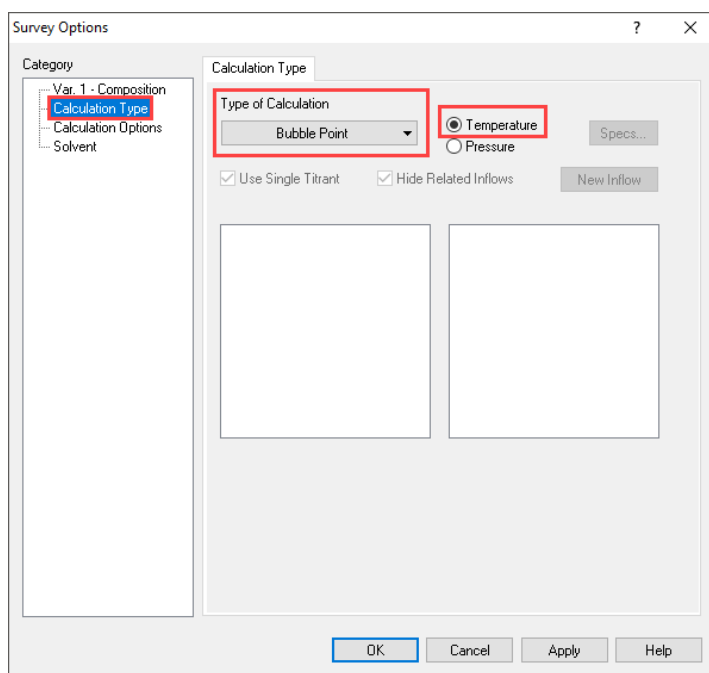 Survey Options
?
Category
Var. 1 - Composition
Calculation Type
Calculation Options
Solvent
Calculation Type
Type of Calculation
Bubble Point
Temperature
Pressure
Specs...
Use Single Titrant
Hide Related Inflows
New Inflow
OK
Cancel
Apply
Help